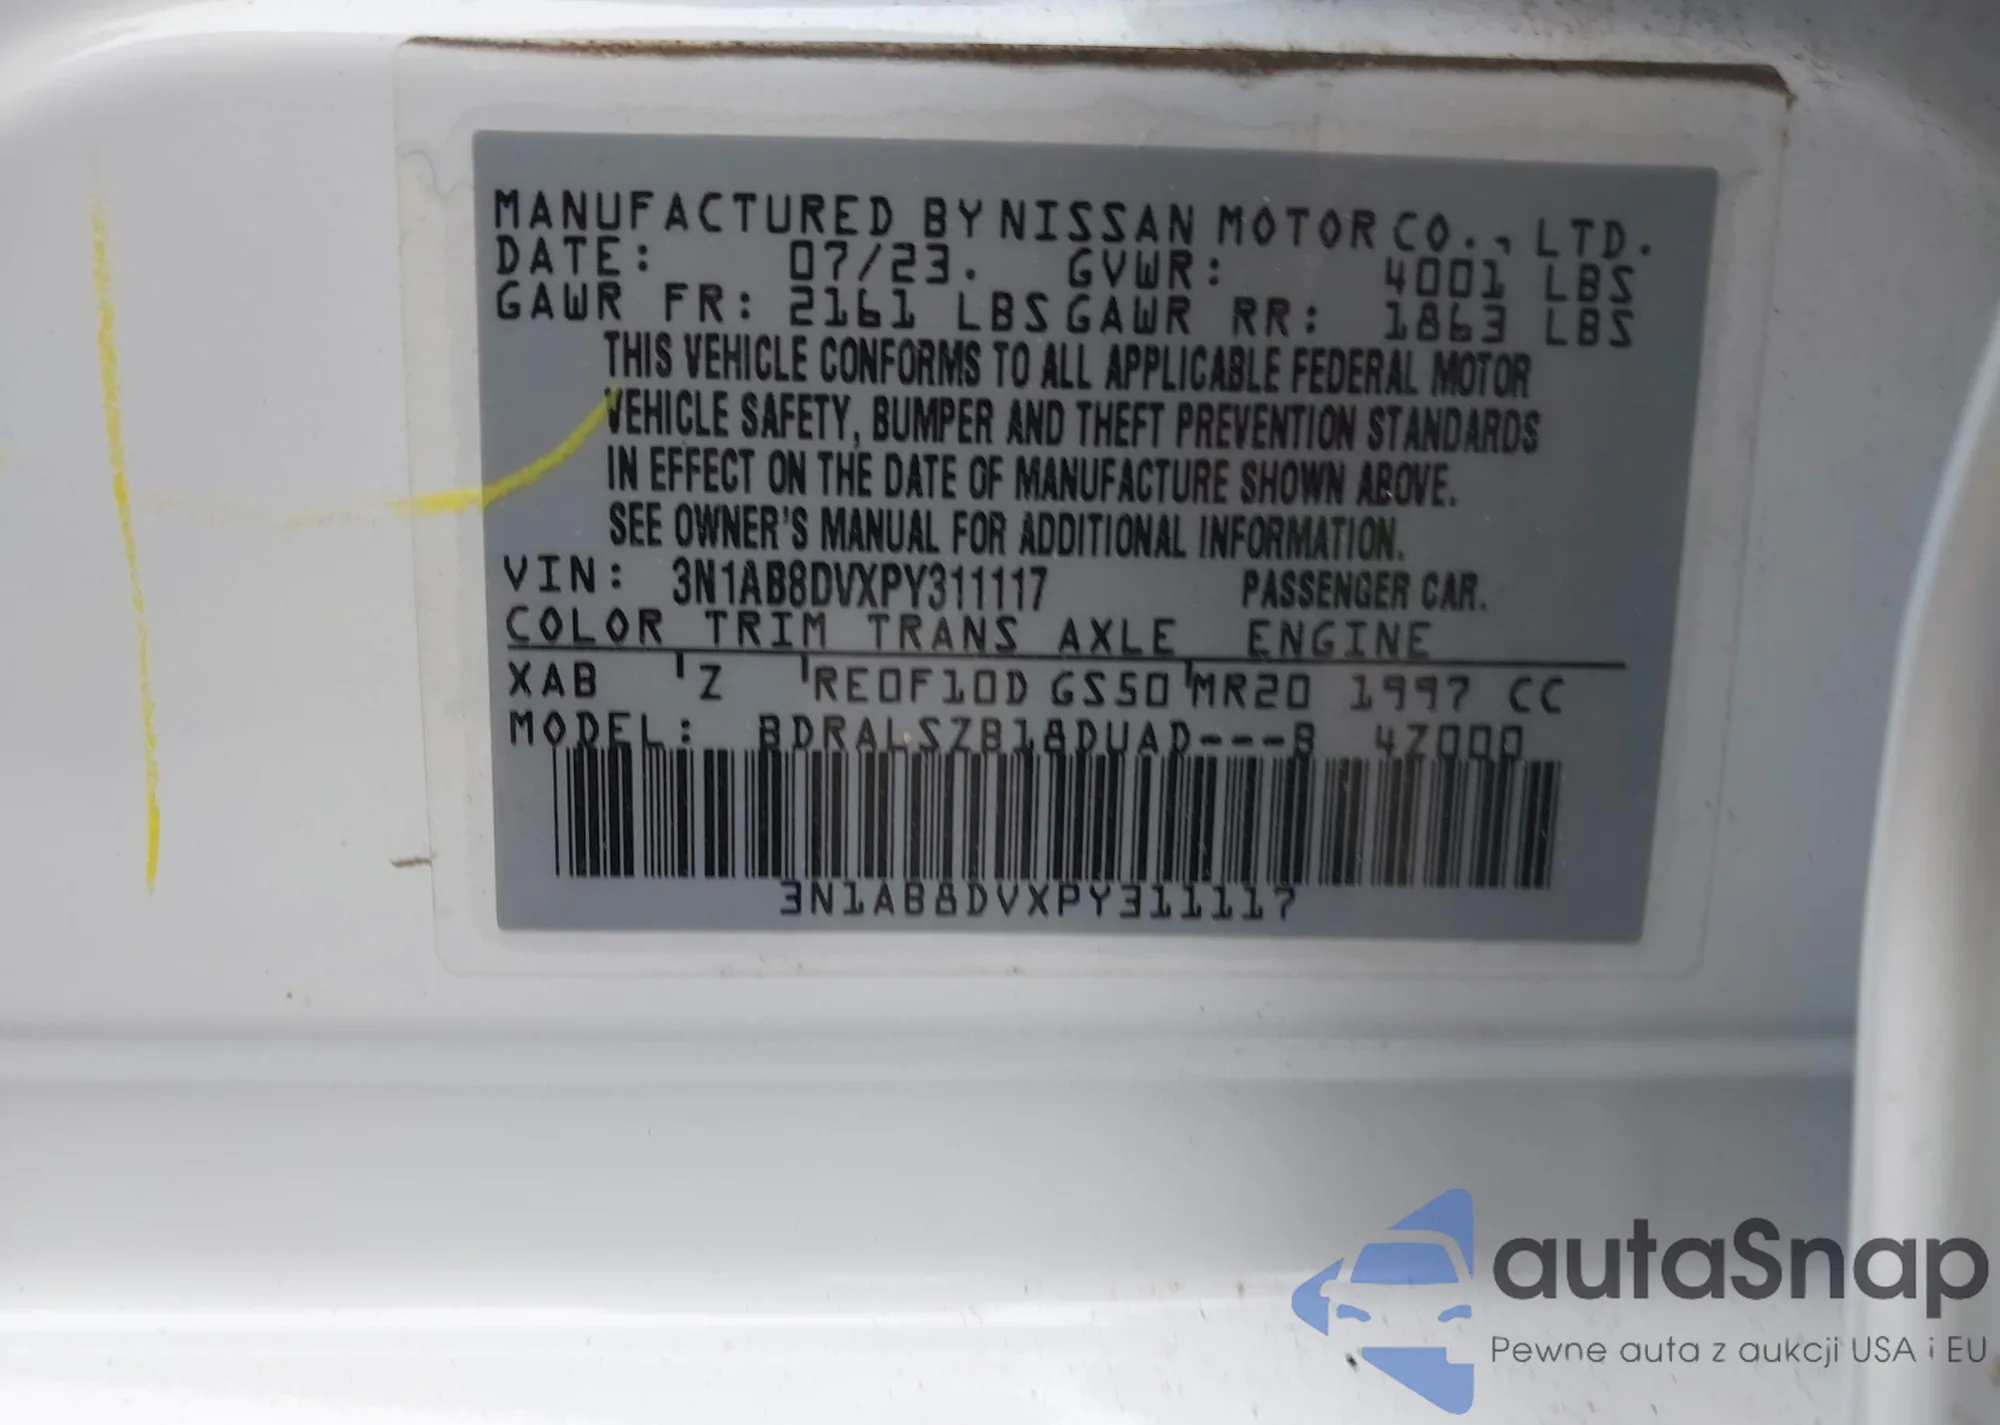 MANUFACTURED BY NISSAN MOTOR CO., LTD.
DATE: 07/23. GVWR: 4001 LBS
GAWR FR: 2161 LBS GAWR RR: 1863 LBS
THIS VEHICLE CONFORMS TO ALL APPLICABLE FEDERAL MOTOR
VEHICLE SAFETY, BUMPER AND THEFT PREVENTION STANDARDS
IN EFFECT ON THE DATE OF MANUFACTURE SHOWN ABOVE.
SEE OWNER'S MANUAL FOR ADDITIONAL INFORMATION.
VIN: 3N1AB8DVXPY311117 PASSENGER CAR.
COLOR TRIM TRANS AXLE ENGINE
XAB Z RE0F10D GS50 MR20 1997 CC
MODEL: BDRALSZB18DUAD---B 4Z000
3N1AB8DVXPY311117
autaSnap
Pewne auta z aukcji USA i EU